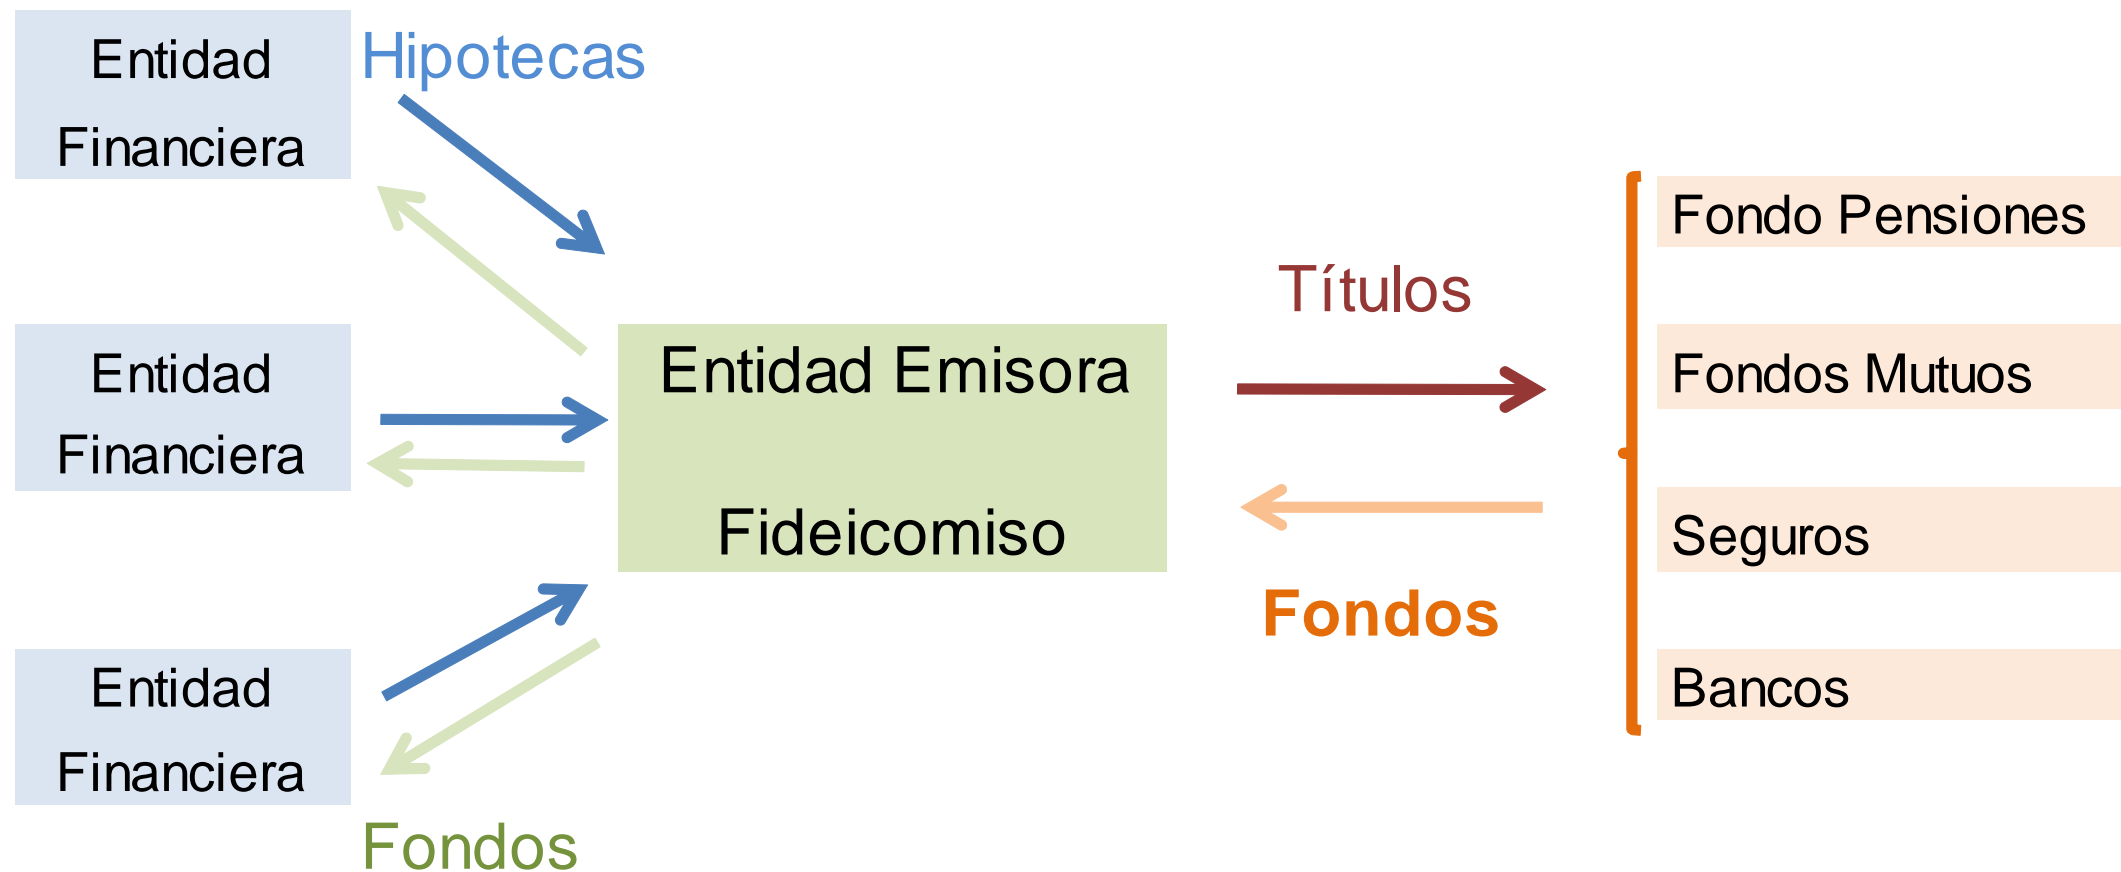 Entidad
Financiera
Hipotecas
Entidad
Financiera
Entidad
Financiera
Fondos
Entidad Emisora
Fideicomiso
Títulos
Fondos
Fondo Pensiones
Fondos Mutuos
Seguros
Bancos